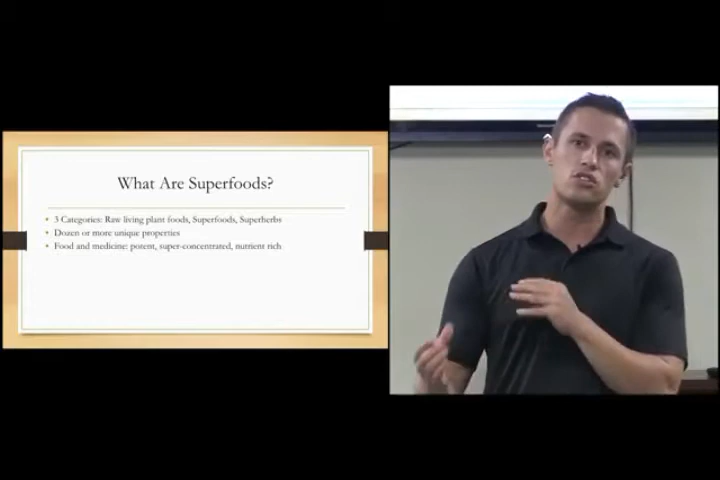 What Are Superfoods?
• 3 Categories: Raw living plant foods, Superfoods, Superherbs
• Dozen or more unique properties
• Food and medicine: potent, super-concentrated, nutrient rich